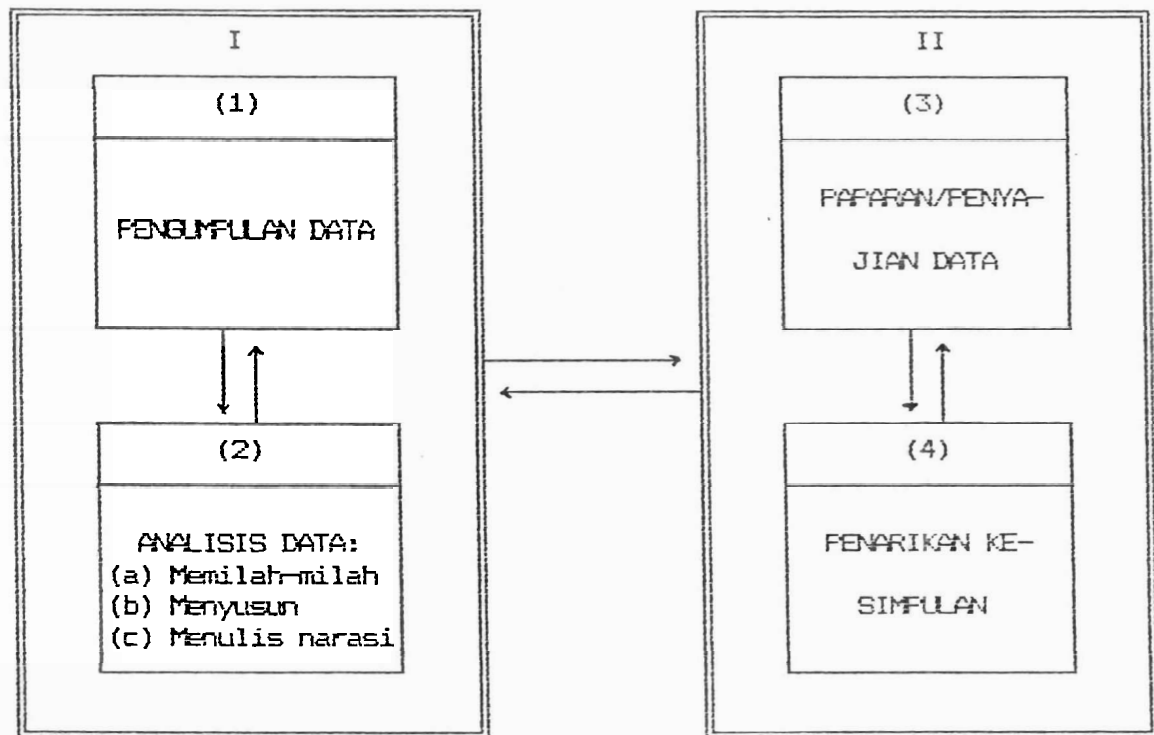 I
(1)
PENGUMPULAN DATA
(2)
ANALISIS DATA:
(a) Memilah-milah
(b) Menyusun
(c) Menulis narasi
II
(3)
PAPARAN/PENYA-
JIAN DATA
(4)
PENARIKAN KE-
SIMPULAN